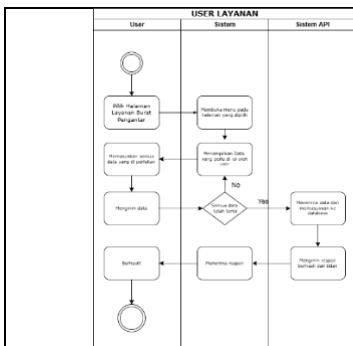 USER LAYANAN
User
Sistem
Sistem API
Pilih Halaman
Layanan Surat
Pengantar
Membuka menu pada
halaman yang dipilih
Memasukan semua
data yang di perlukan
Menampilkan Data
yang perlu di isi oleh
user
No
Mengirim data
Semua data
telah terisi
Yes
Menerima data dan
memasukkan ke
database
Berhasil
Menerima respon
Mengirim respon
berhasil dan tidak